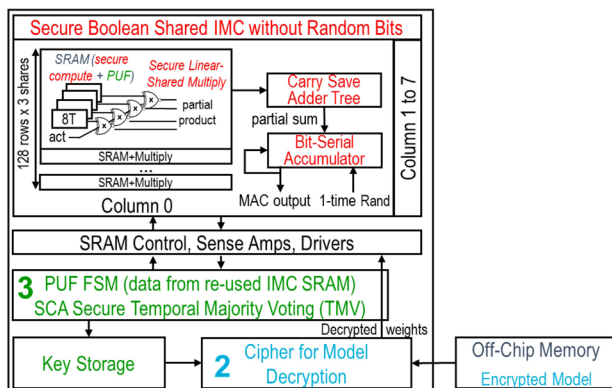 Secure Boolean Shared IMC without Random Bits
SRAM (secure
compute + PUF)
Secure Linear-
Shared Multiply
128 rows x 3 shares
8T
act
x
x
x
x
partial
product
SRAM+Multiply
...
SRAM+Multiply
Column 0
Carry Save
Adder Tree
partial sum
Bit-Serial
Accumulator
MAC output
1-time Rand
Column 1 to 7
SRAM Control, Sense Amps, Drivers
3
PUF FSM (data from re-used IMC SRAM)
SCA Secure Temporal Majority Voting (TMV)
Decrypted weights
Key Storage
2
Cipher for Model
Decryption
Off-Chip Memory
Encrypted Model